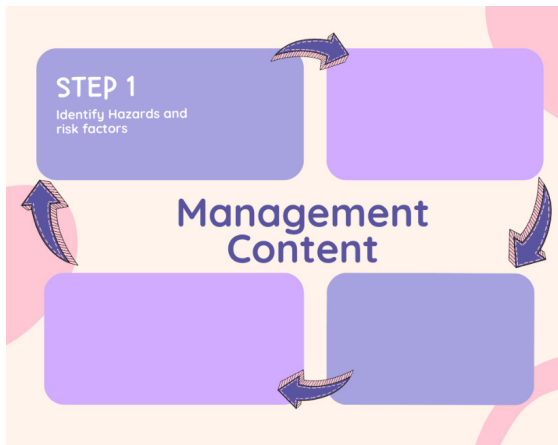 STEP 1
Identify Hazards and
risk factors
Management
Content